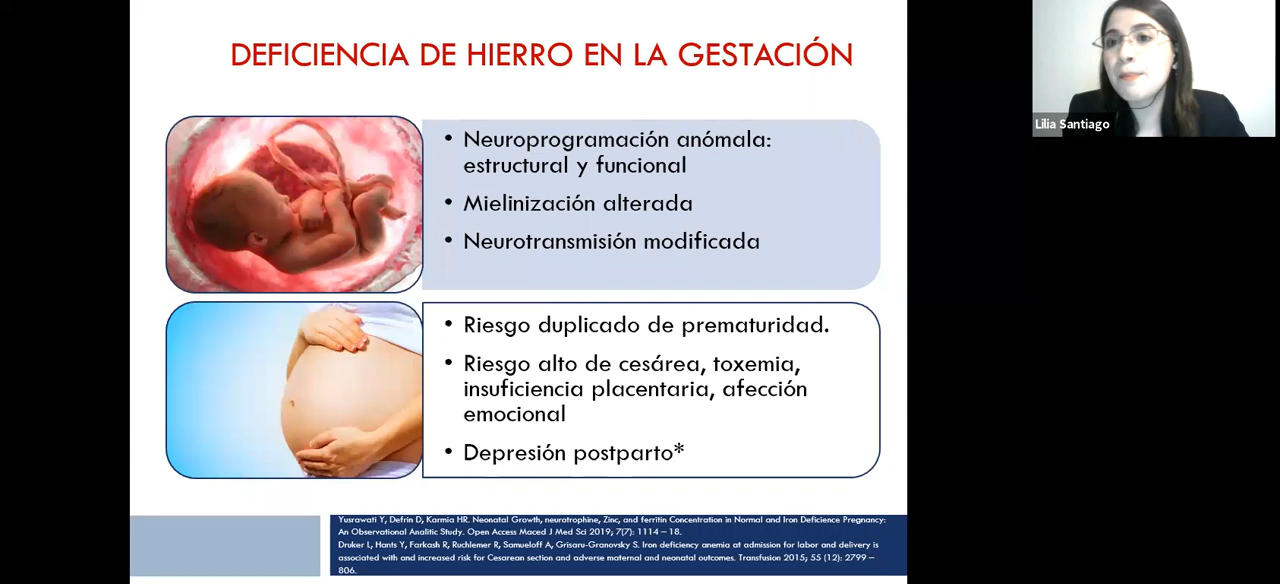 DEFICIENCIA DE HIERRO EN LA GESTACIÓN
Lilia Santiago
• Neuroprogramación anómala:
estructural y funcional
• Mielinización alterada
• Neurotransmisión modificada
• Riesgo duplicado de prematuridad.
• Riesgo alto de cesárea, toxemia,
insuficiencia placentaria, afección
emocional
• Depresión postparto*
Yusrawati Y, Defrin D, Karmia HR. Neonatal Growth, neurotrophine, Zinc, and ferritin Concentration in Normal and Iron Deficience Pregnancy:
An Observational Analitic Study. Open Access Maced J Med Sci 2019; 7(7): 1114 – 18.
Druker L, Hants Y, Farkash R, Ruchlemer R, Samueloff A, Grisaru-Granovsky S. Iron deficiency anemia at admission for labor and delivery is
associated with and increased risk for Cesarean section and adverse maternal and neonatal outcomes. Transfusion 2015; 55 (12): 2799 –
806.